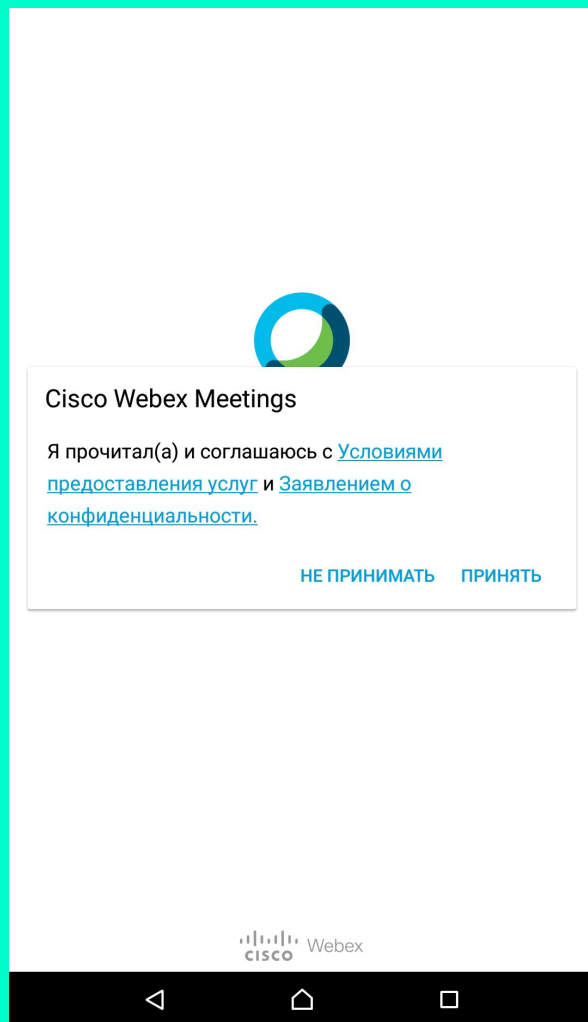 Cisco Webex Meetings
Я прочитал(а) и соглашаюсь с Условиями
предоставления услуг и Заявлением о
конфиденциальности.
НЕ ПРИНИМАТЬ ПРИНЯТЬ
CISCO Webex